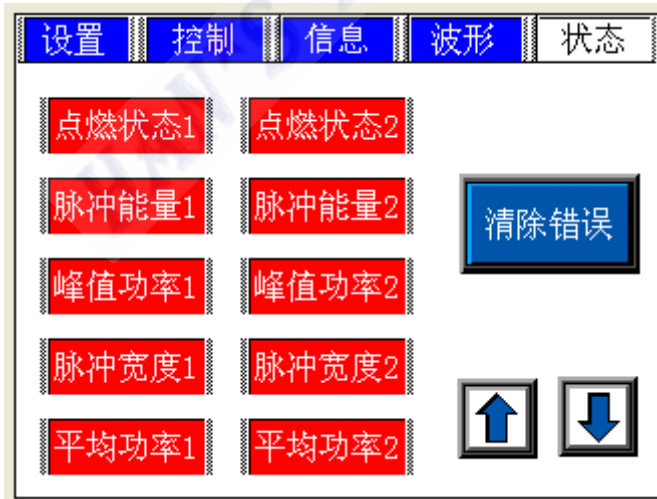 设置 控制 信息 波形 状态
点燃状态1 点燃状态2
脉冲能量1 脉冲能量2
清除错误
峰值功率1 峰值功率2
脉冲宽度1 脉冲宽度2
平均功率1 平均功率2